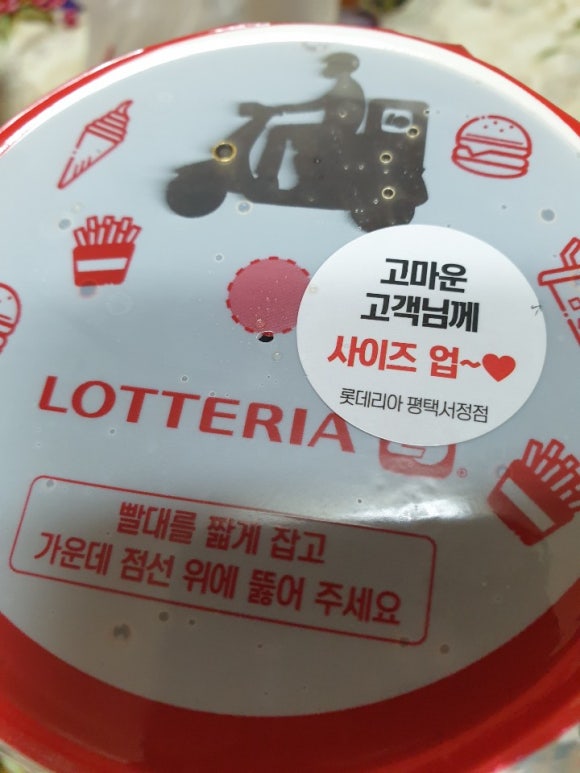 고마운
고객님께
사이즈 업~♥
롯데리아 평택서정점
LOTTERIA
®
빨대를 짧게 잡고
가운데 점선 위에 뚫어 주세요